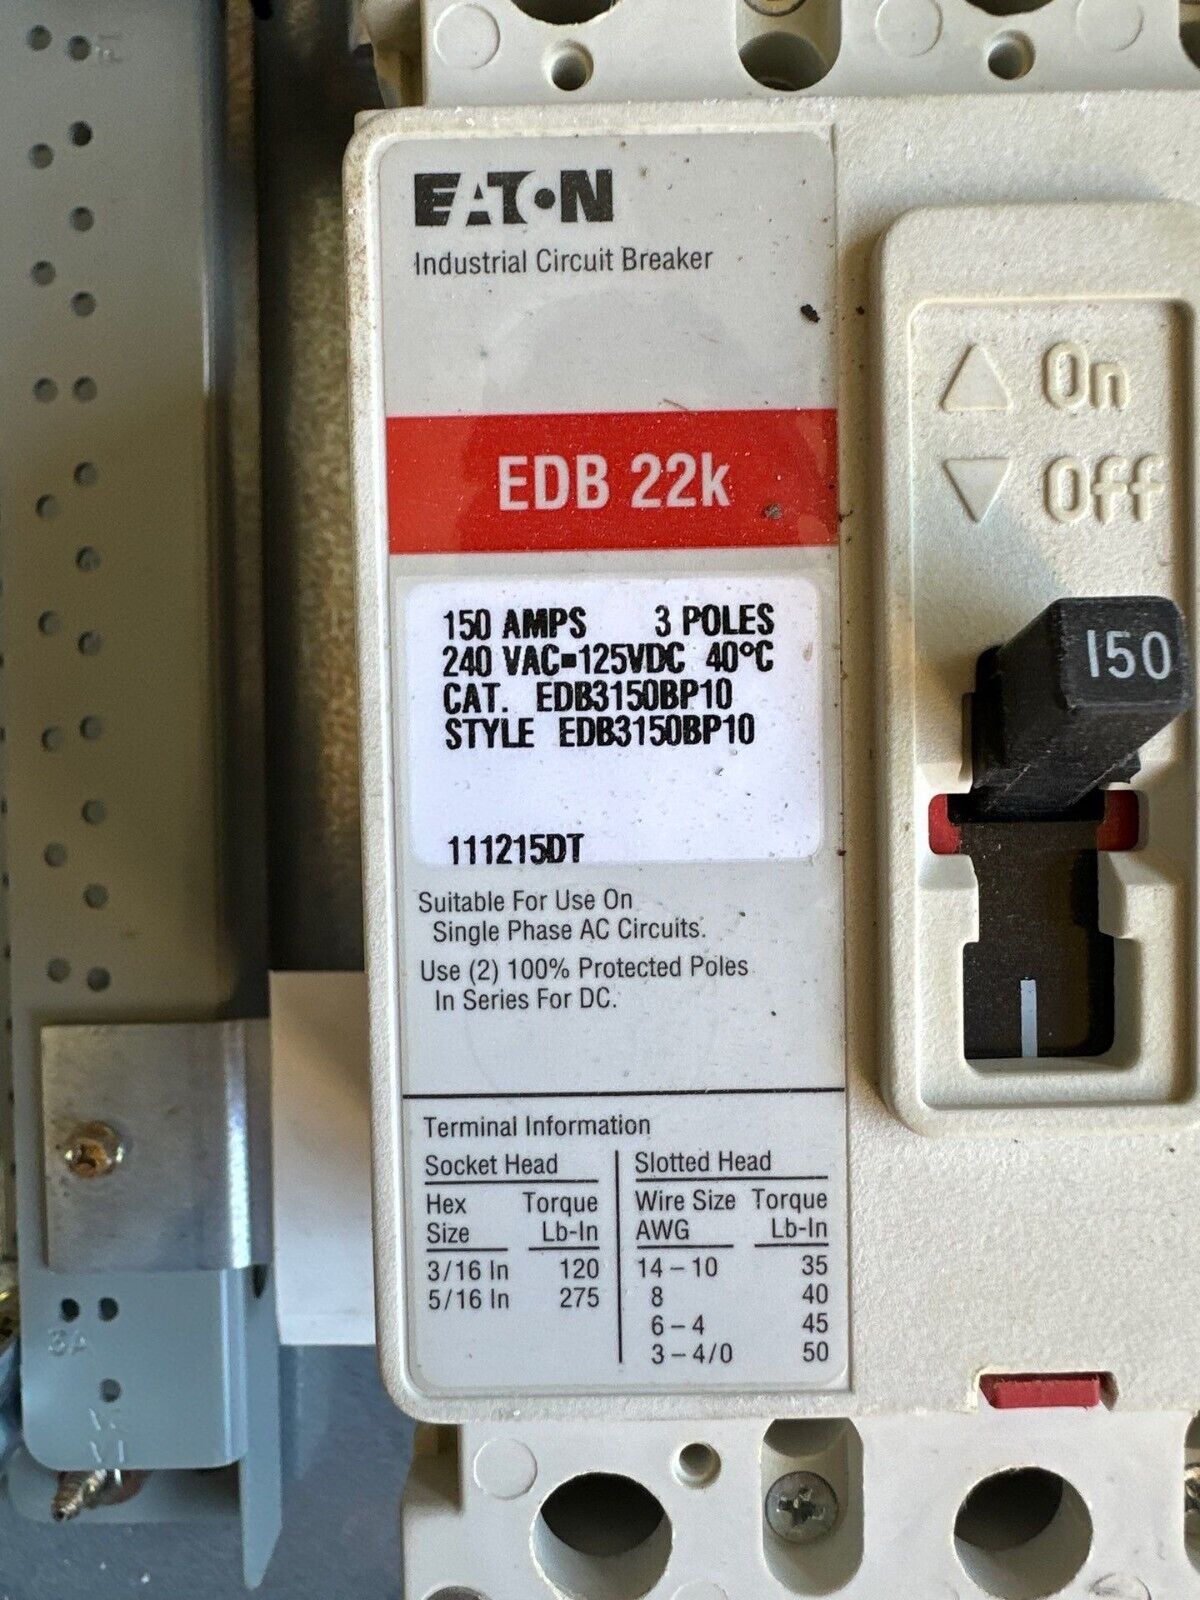 EATON
Industrial Circuit Breaker
EDB 22k
150 AMPS 3 POLES
240 VAC=125VDC 40°C
CAT. EDB3150BP10
STYLE EDB3150BP10
111215DT
Suitable For Use On
Single Phase AC Circuits.
Use (2) 100% Protected Poles
In Series For DC.
Terminal Information
Socket Head
Hex Torque
Size Lb-In
3/16 In 120
5/16 In 275
Slotted Head
Wire Size Torque
AWG Lb-In
14 – 10 35
8 40
6 – 4 45
3 – 4/0 50
On
Off
150
3A